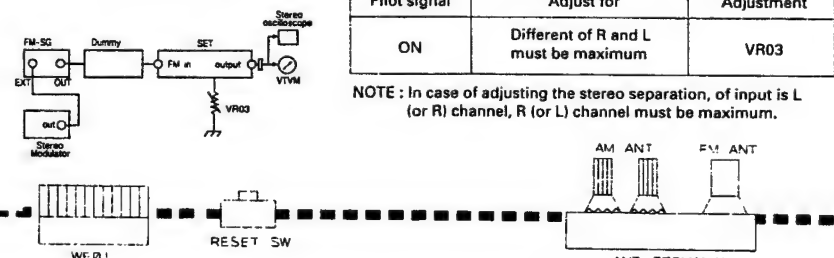 Pilot signal Adjust for Adjustment
ON Different of R and L must be maximum VR03
NOTE : In case of adjusting the stereo separation, of input is L
(or R) channel, R (or L) channel must be maximum.
Stereo
oscilloscope
FM-SG Dummy SET
FM in output
VTVM
EXT OUT
VR03
out
Stereo
Modulator
AM ANT FM ANT
RESET SW